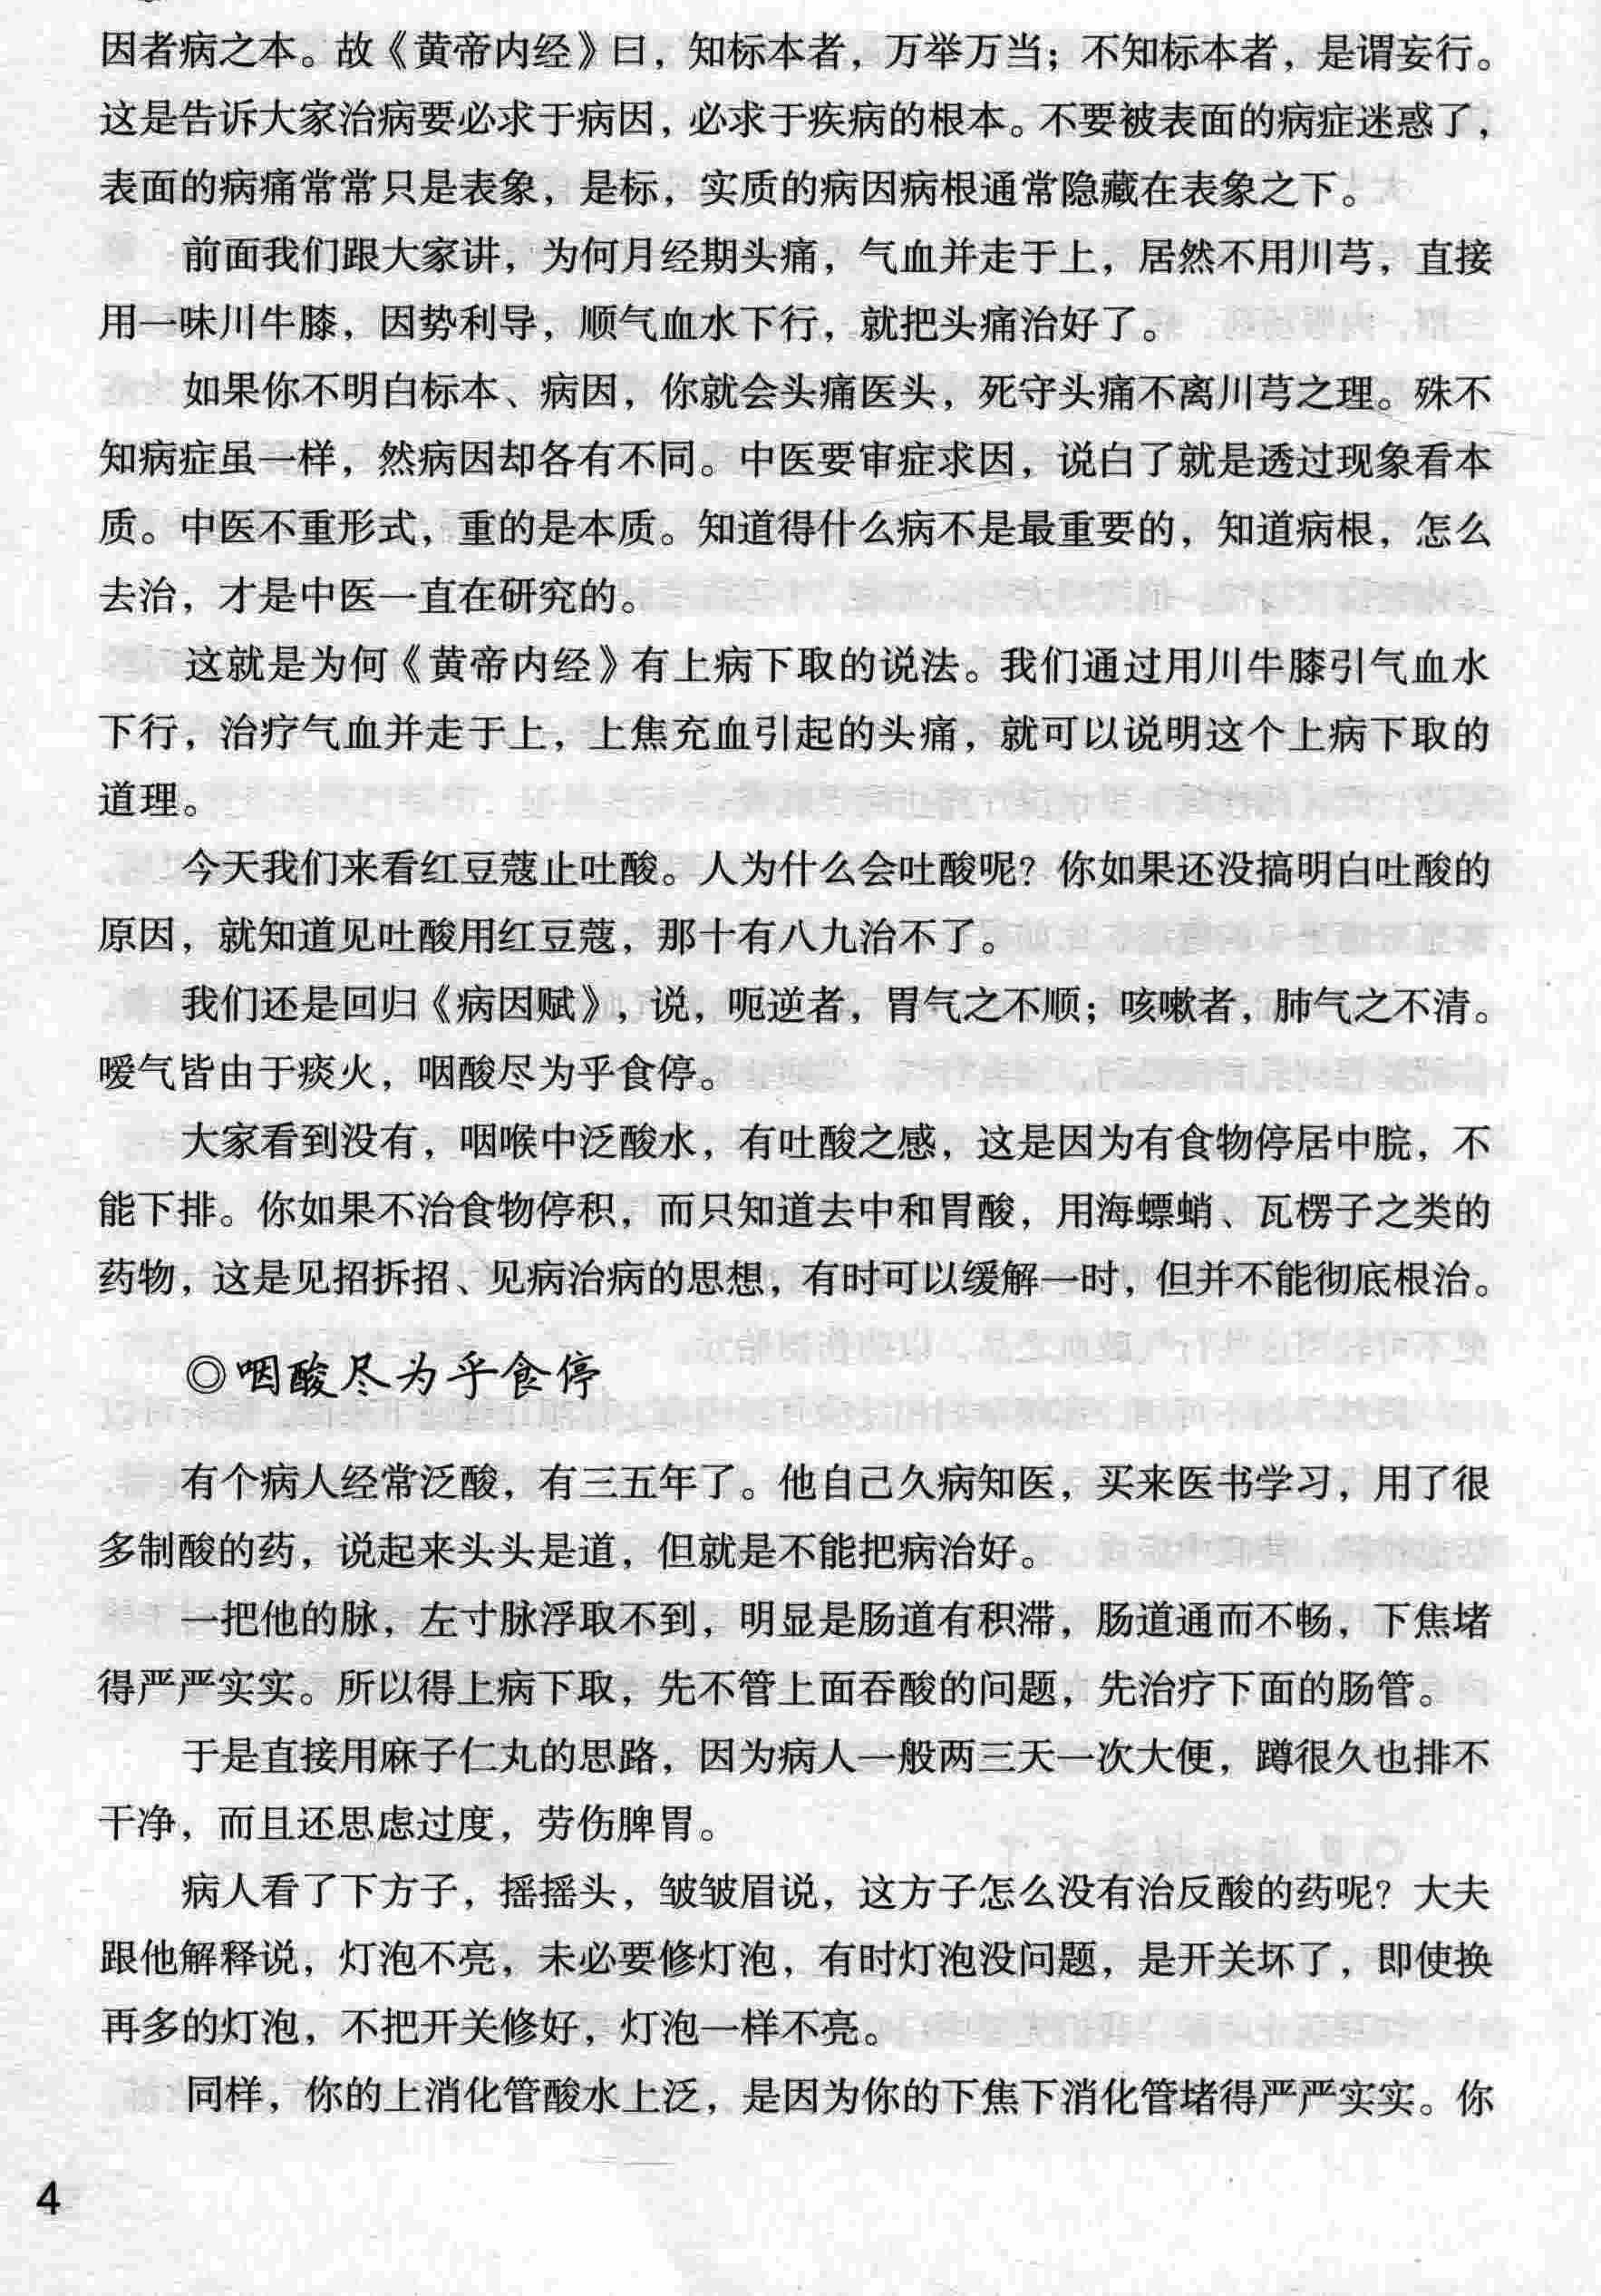 因者病之本。故《黄帝内经》曰，知标本者，万举万当；不知标本者，是谓妄行。
这是告诉大家治病要必求于病因，必求于疾病的根本。不要被表面的病症迷惑了，
表面的病痛常常只是表象，是标，实质的病因病根通常隐藏在表象之下。
前面我们跟大家讲，为何月经期头痛，气血并走于上，居然不用川芎，直接
用一味川牛膝，因势利导，顺气血水下行，就把头痛治好了。
如果你不明白标本、病因，你就会头痛医头，死守头痛不离川芎之理。殊不
知病症虽一样，然病因却各有不同。中医要审症求因，说白了就是透过现象看本
质。中医不重形式，重的是本质。知道得什么病不是最重要的，知道病根，怎么
去治，才是中医一直在研究的。
这就是为何《黄帝内经》有上病下取的说法。我们通过用川牛膝引气血水
下行，治疗气血并走于上，上焦充血引起的头痛，就可以说明这个上病下取的
道理。
今天我们来看红豆蔻止吐酸。人为什么会吐酸呢？你如果还没搞明白吐酸的
原因，就知道见吐酸用红豆蔻，那十有八九治不了。
我们还是回归《病因赋》，说，呃逆者，胃气之不顺；咳嗽者，肺气之不清。
嗳气皆由于痰火，咽酸尽为乎食停。
大家看到没有，咽喉中泛酸水，有吐酸之感，这是因为有食物停居中脘，不
能下排。你如果不治食物停积，而只知道去中和胃酸，用海螵蛸、瓦楞子之类的
药物，这是见招拆招、见病治病的思想，有时可以缓解一时，但并不能彻底根治。
◎咽酸尽为乎食停
有个病人经常泛酸，有三五年了。他自己久病知医，买来医书学习，用了很
多制酸的药，说起来头头是道，但就是不能把病治好。
一把他的脉，左寸脉浮取不到，明显是肠道有积滞，肠道通而不畅，下焦堵
得严严实实。所以得上病下取，先不管上面吞酸的问题，先治疗下面的肠管。
于是直接用麻子仁丸的思路，因为病人一般两三天一次大便，蹲很久也排不
干净，而且还思虑过度，劳伤脾胃。
病人看了下方子，摇摇头，皱皱眉说，这方子怎么没有治反酸的药呢？大夫
跟他解释说，灯泡不亮，未必要修灯泡，有时灯泡没问题，是开关坏了，即使换
再多的灯泡，不把开关修好，灯泡一样不亮。
同样，你的上消化管酸水上泛，是因为你的下焦下消化管堵得严严实实。你
4